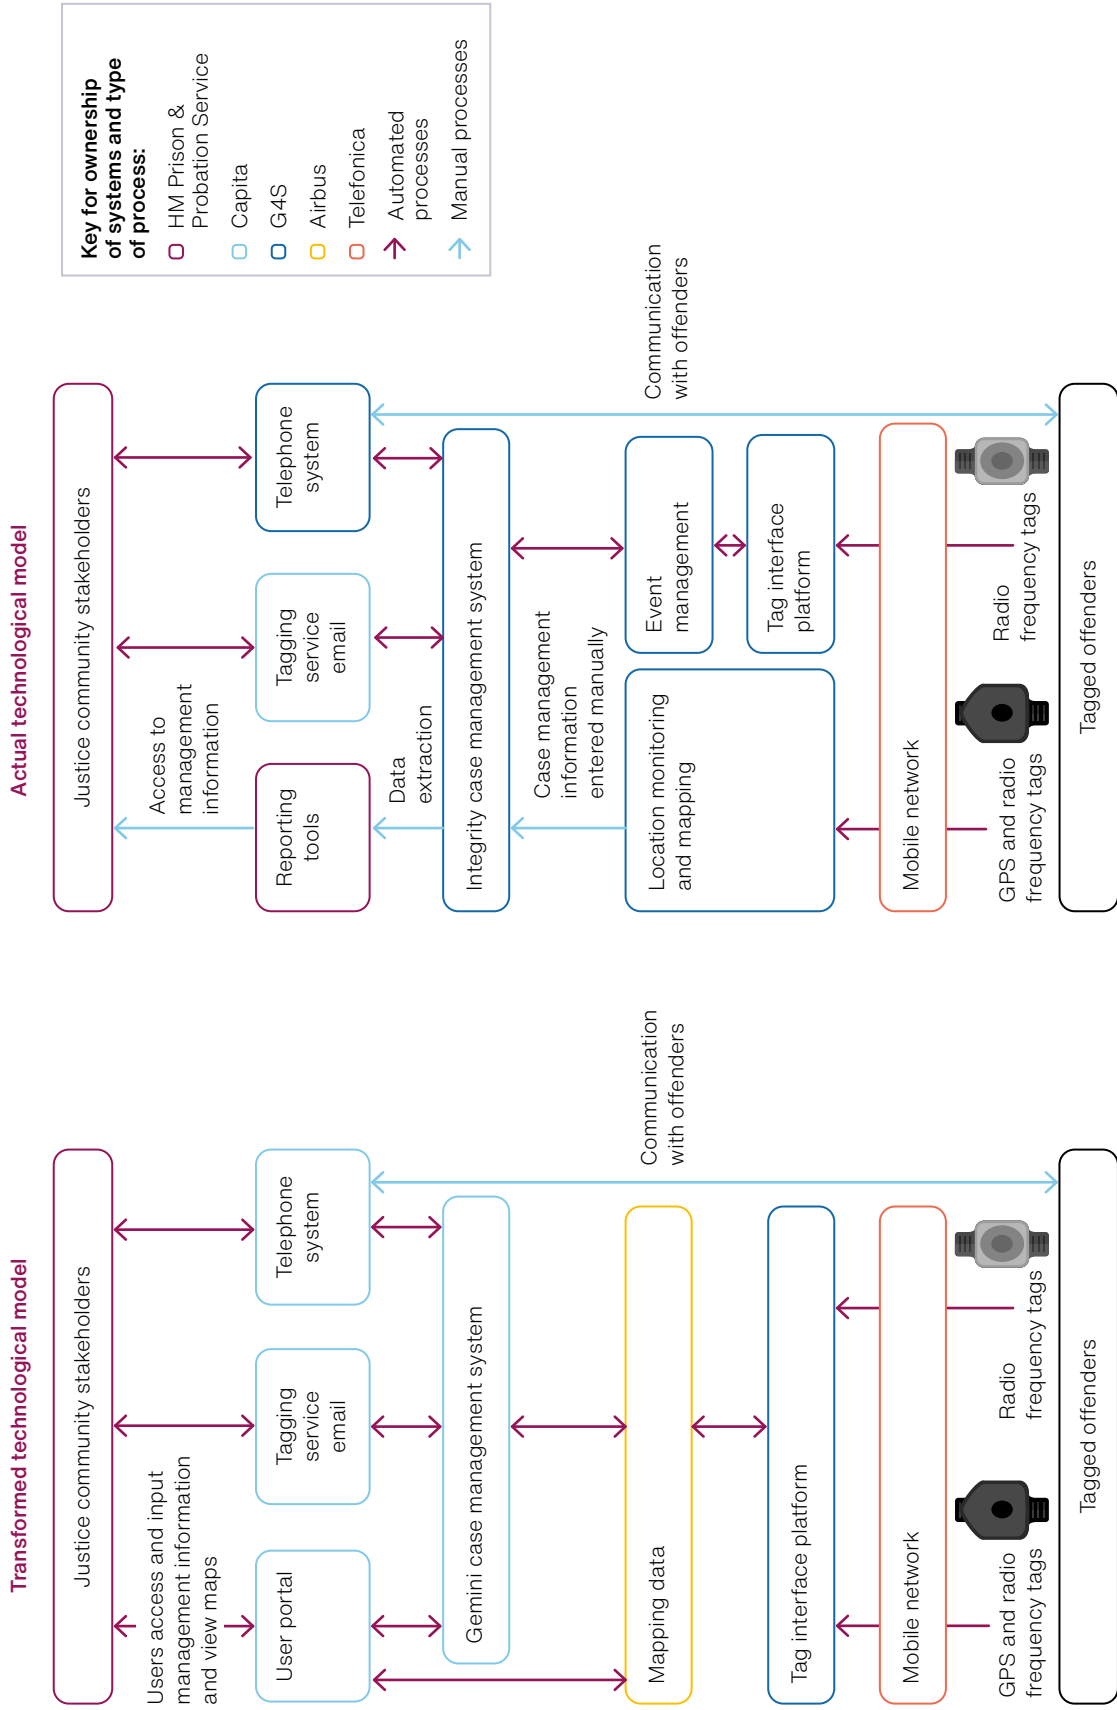 Transformed technological model
Justice community stakeholders
Users access and input
management information
and view maps
User portal
Tagging
service
email
Telephone
system
Gemini case management system
Communication
with offenders
Mapping data
Tag interface platform
Mobile network
GPS and radio
frequency tags
Radio
frequency tags
Tagged offenders
Actual technological model
Justice community stakeholders
Access to
management
information
Reporting
tools
Tagging
service
email
Telephone
system
Data
extraction
Integrity case management system
Case management
information
entered manually
Communication
with offenders
Location monitoring
and mapping
Event
management
Tag interface
platform
Mobile network
GPS and radio
frequency tags
Radio
frequency tags
Tagged offenders
Key for ownership
of systems and type
of process:
HM Prison &
Probation Service
Capita
G4S
Airbus
Telefonica
Automated
processes
Manual processes